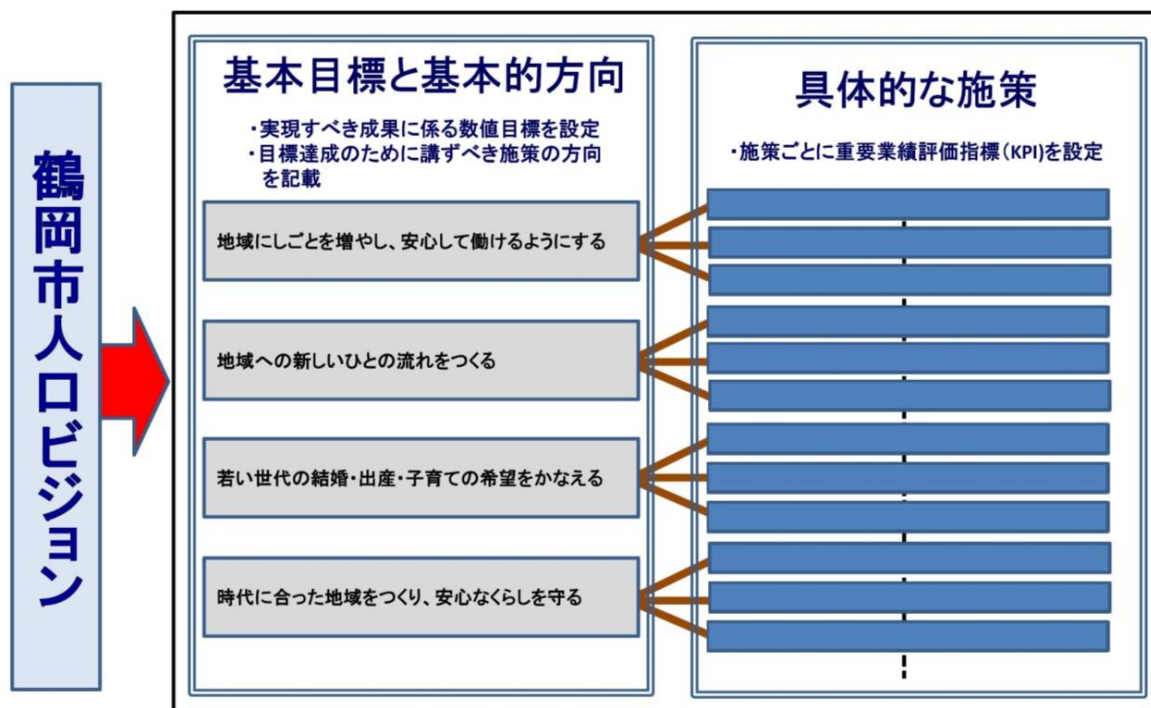 鶴岡市人口ビジョン
基本目標と基本的方向
・実現すべき成果に係る数値目標を設定
・目標達成のために講ずべき施策の方向
を記載
地域にしごとを増やし、安心して働けるようにする
地域への新しいひとの流れをつくる
若い世代の結婚・出産・子育ての希望をかなえる
時代に合った地域をつくり、安心なくらしを守る
具体的な施策
・施策ごとに重要業績評価指標(KPI)を設定